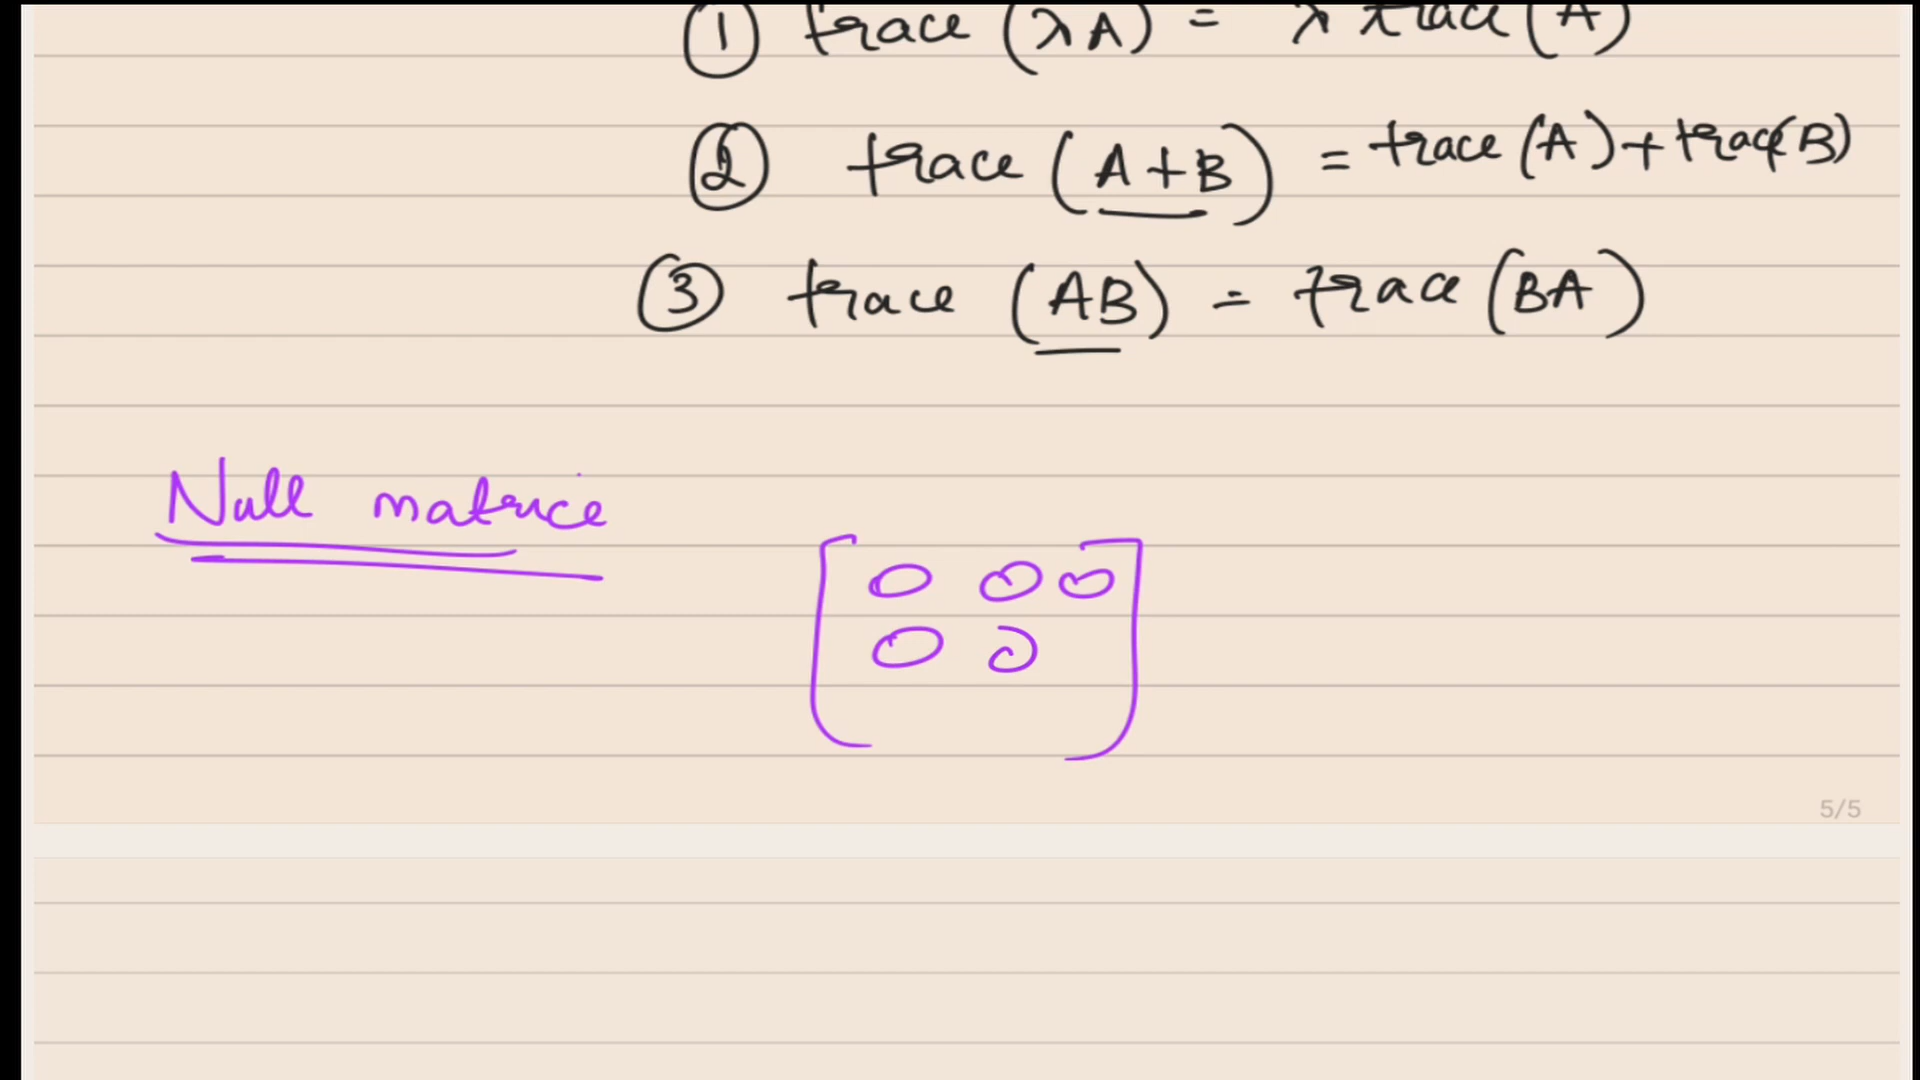 ① trace (λA) = λ trace(A)
② trace (A+B) = trace(A)+trace(B)
③ trace (AB) = trace (BA)
Null matrice
0 0 0
0 0
5/5